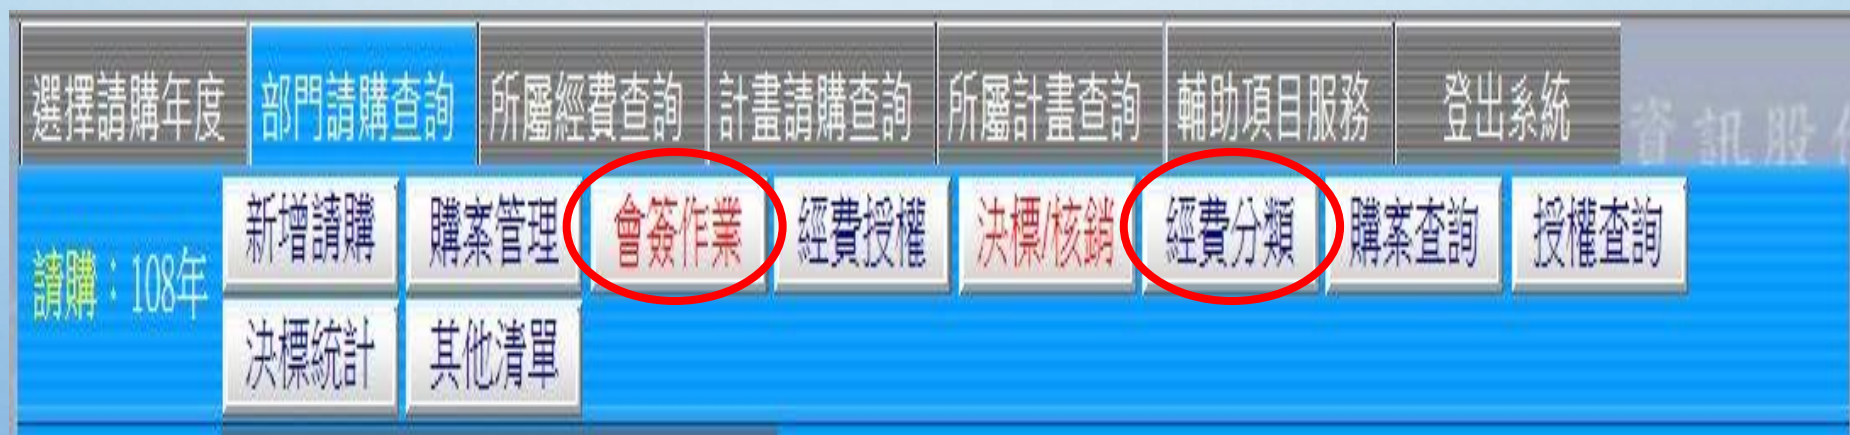 選擇請購年度 部門請購查詢 所屬經費查詢 計畫請購查詢 所屬計畫查詢 輔助項目服務 登出系統
資訊股
新增請購 購案管理 會簽作業 經費授權 決標/核銷 經費分類 購案查詢 授權查詢
請購：108年
決標統計 其他清單